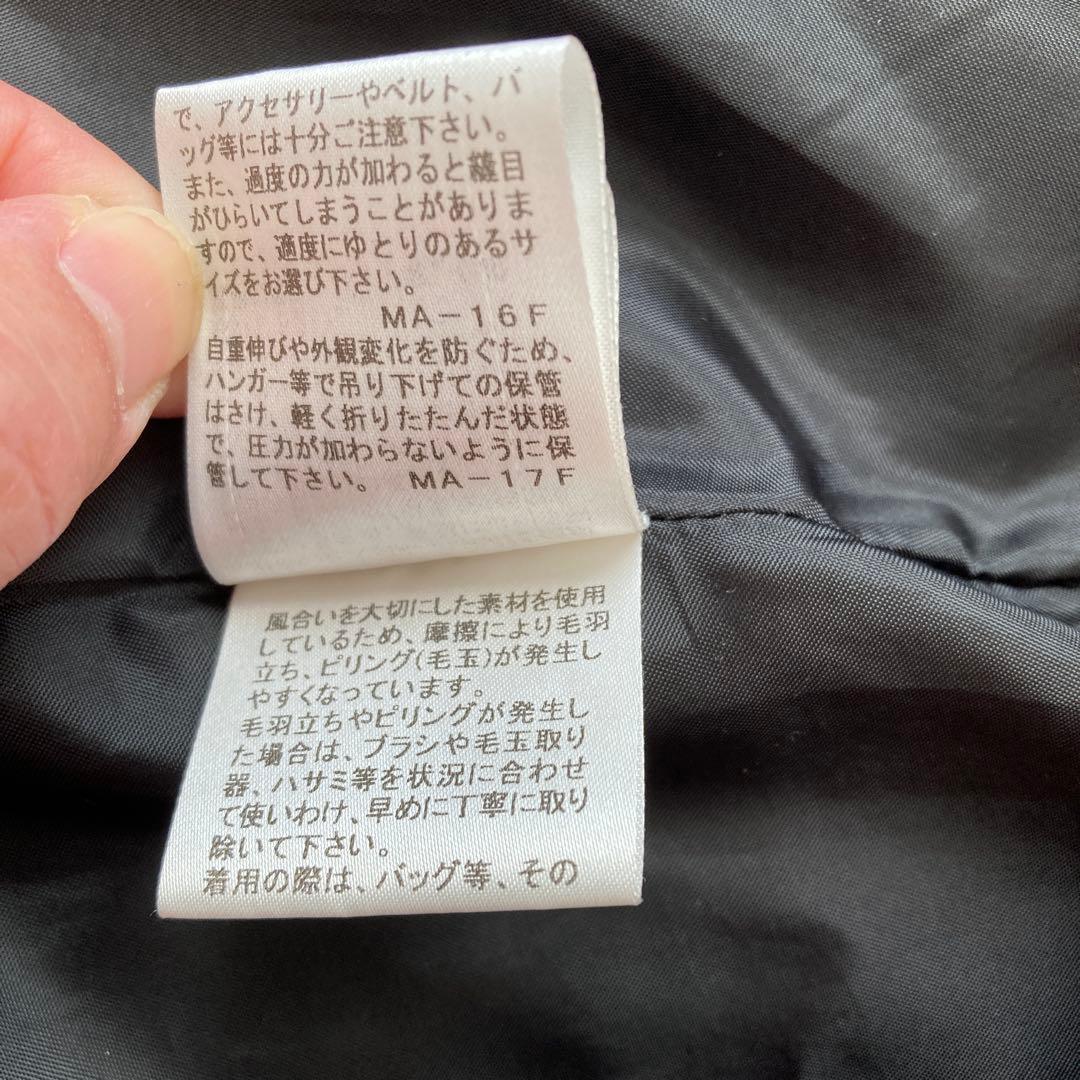 で、アクセサリーやベルト、バ
ッグ等には十分ご注意下さい。
また、過度の力が加わると縫目
がひらいてしまうことがありま
すので、適度にゆとりのあるサ
イズをお選び下さい。
MA-16F
自重伸びや外観変化を防ぐため、
ハンガー等で吊り下げての保管
はさけ、軽く折りたたんだ状態
で、圧力が加わらないように保
管して下さい。 MA-17F
風合いを大切にした素材を使用
しているため、摩擦により毛羽
立ち、ピリング(毛玉)が発生し
やすくなっています。
毛羽立ちやピリングが発生し
た場合は、ブラシや毛玉取り
器、ハサミ等を状況に合わせ
て使いわけ、早めに丁寧に取り
除いて下さい。
着用の際は、バッグ等、その